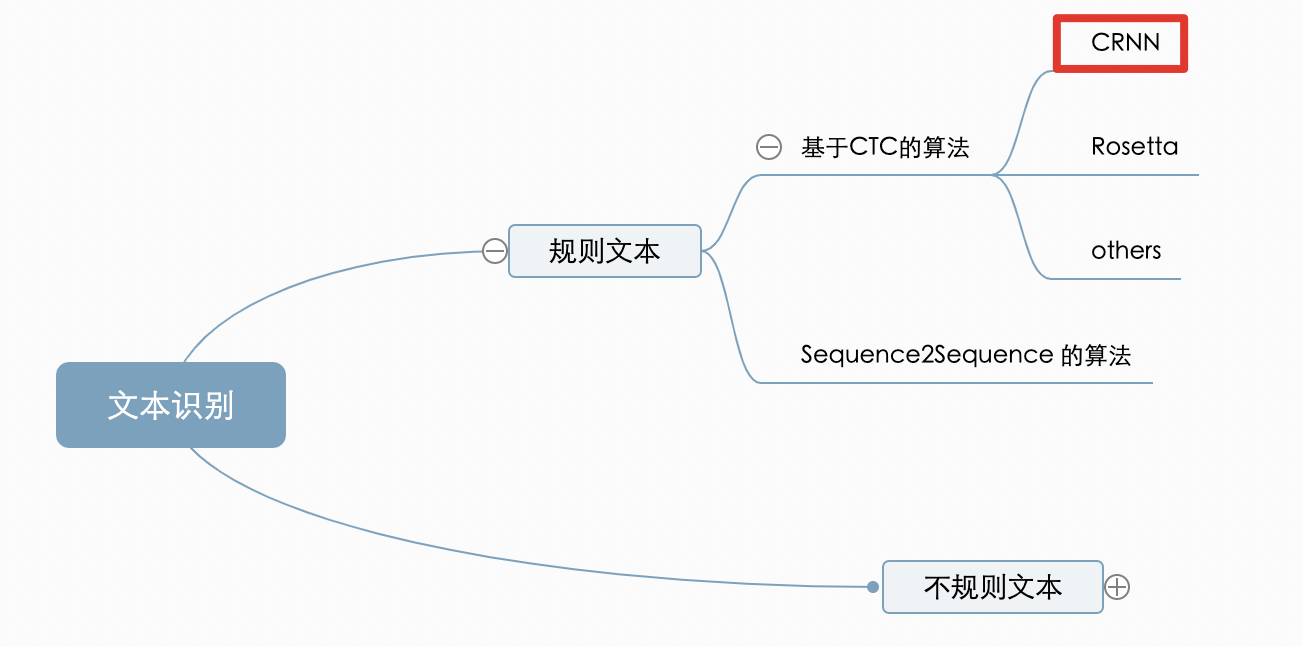 CRNN
基于CTC的算法
Rosetta
规则文本
others
Sequence2Sequence 的算法
文本识别
不规则文本